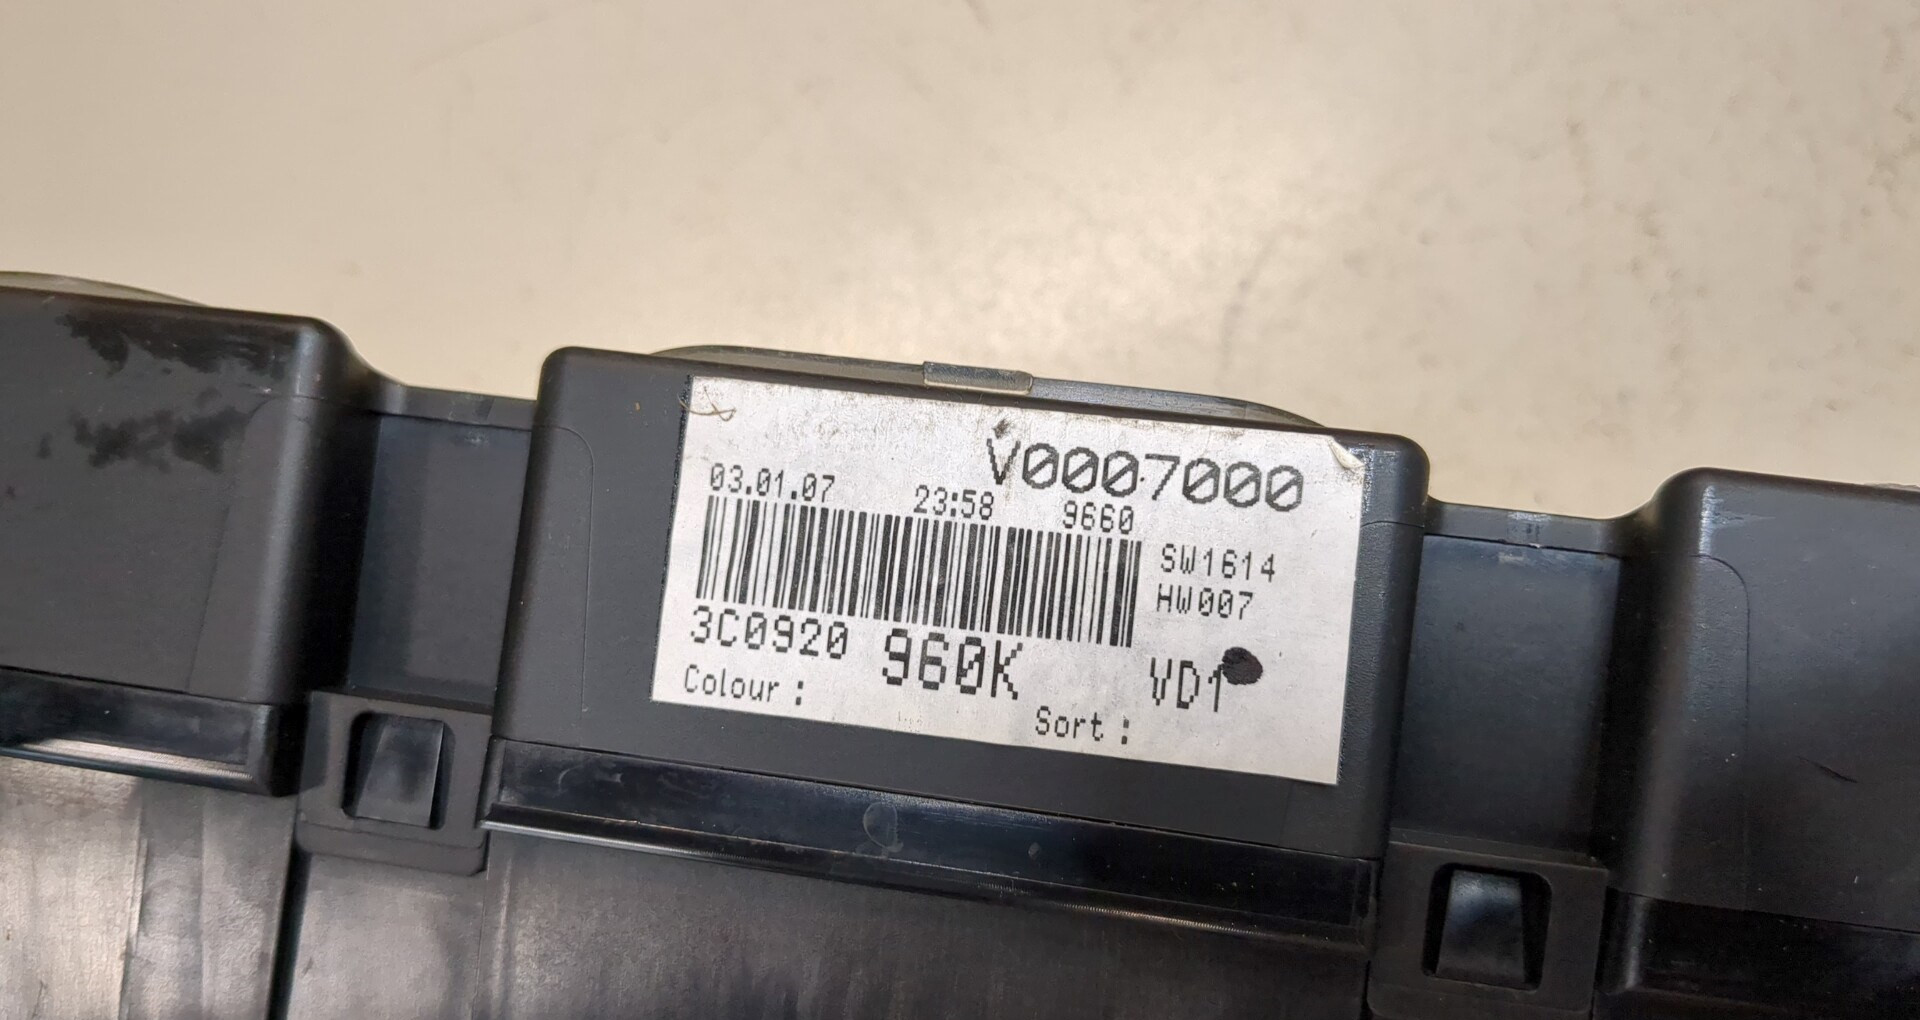 V0007000
03.01.07 23:58 9660
SW1614
HW007
3C0920 960K VD1
Colour : Sort :